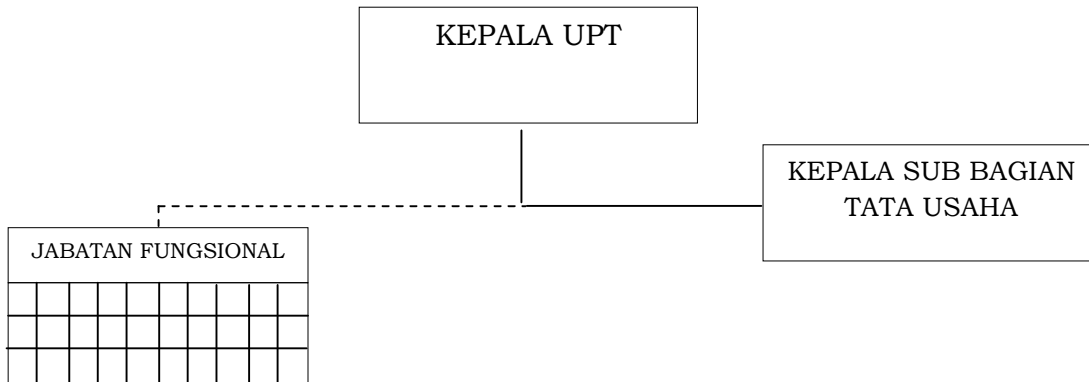 KEPALA UPT
KEPALA SUB BAGIAN
TATA USAHA
JABATAN FUNGSIONAL